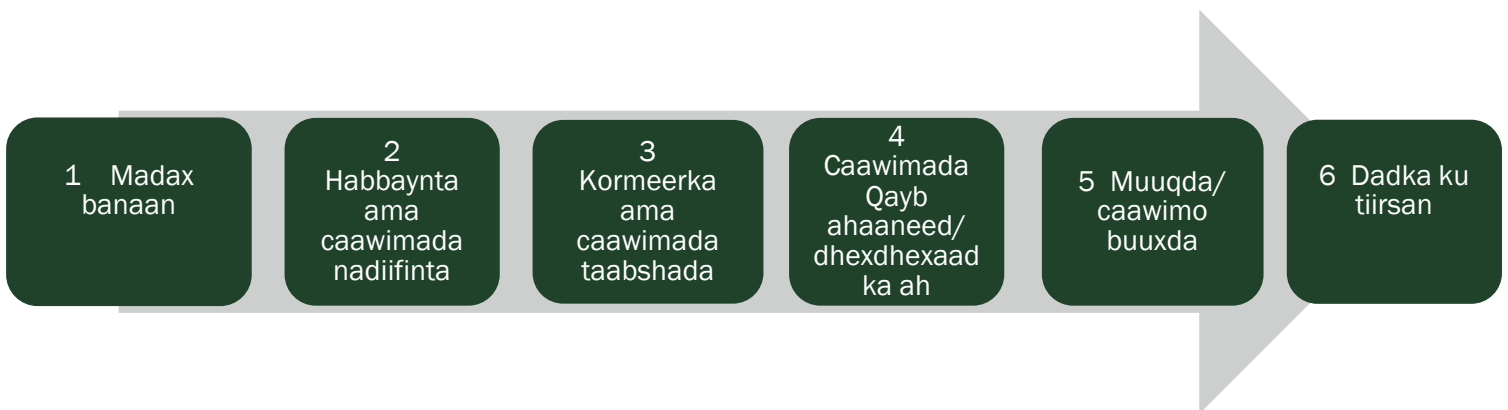 1 Madax
banaan
2
Habbaynta
ama
caawimada
nadiifinta
3
Kormeerka
ama
caawimada
taabshada
4
Caawimada
Qayb
ahaaneed/
dhexdhexaad
ka ah
5 Muuqda/
caawimo
buuxda
6 Dadka ku
tiirsan